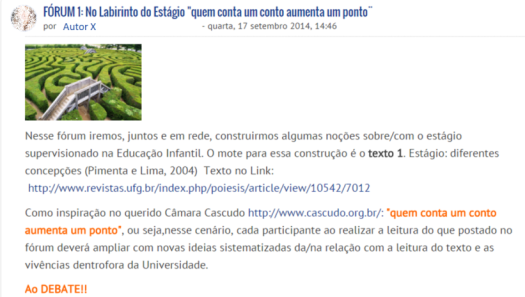 FÓRUM 1: No Labirinto do Estágio "quem conta um conto aumenta um ponto¨
por Autor X - quarta, 17 setembro 2014, 14:46
Nesse fórum iremos, juntos e em rede, construirmos algumas noções sobre/com o estágio
supervisionado na Educação Infantil. O mote para essa construção é o texto 1. Estágio: diferentes
concepções (Pimenta e Lima, 2004) Texto no Link:
http://www.revistas.ufg.br/index.php/poiesis/article/view/10542/7012
Como inspiração no querido Câmara Cascudo http://www.cascudo.org.br/: "quem conta um conto
aumenta um ponto", ou seja,nesse cenário, cada participante ao realizar a leitura do que postado no
fórum deverá ampliar com novas ideias sistematizadas da/na relação com a leitura do texto e as
vivências dentrofora da Universidade.
Ao DEBATE!!